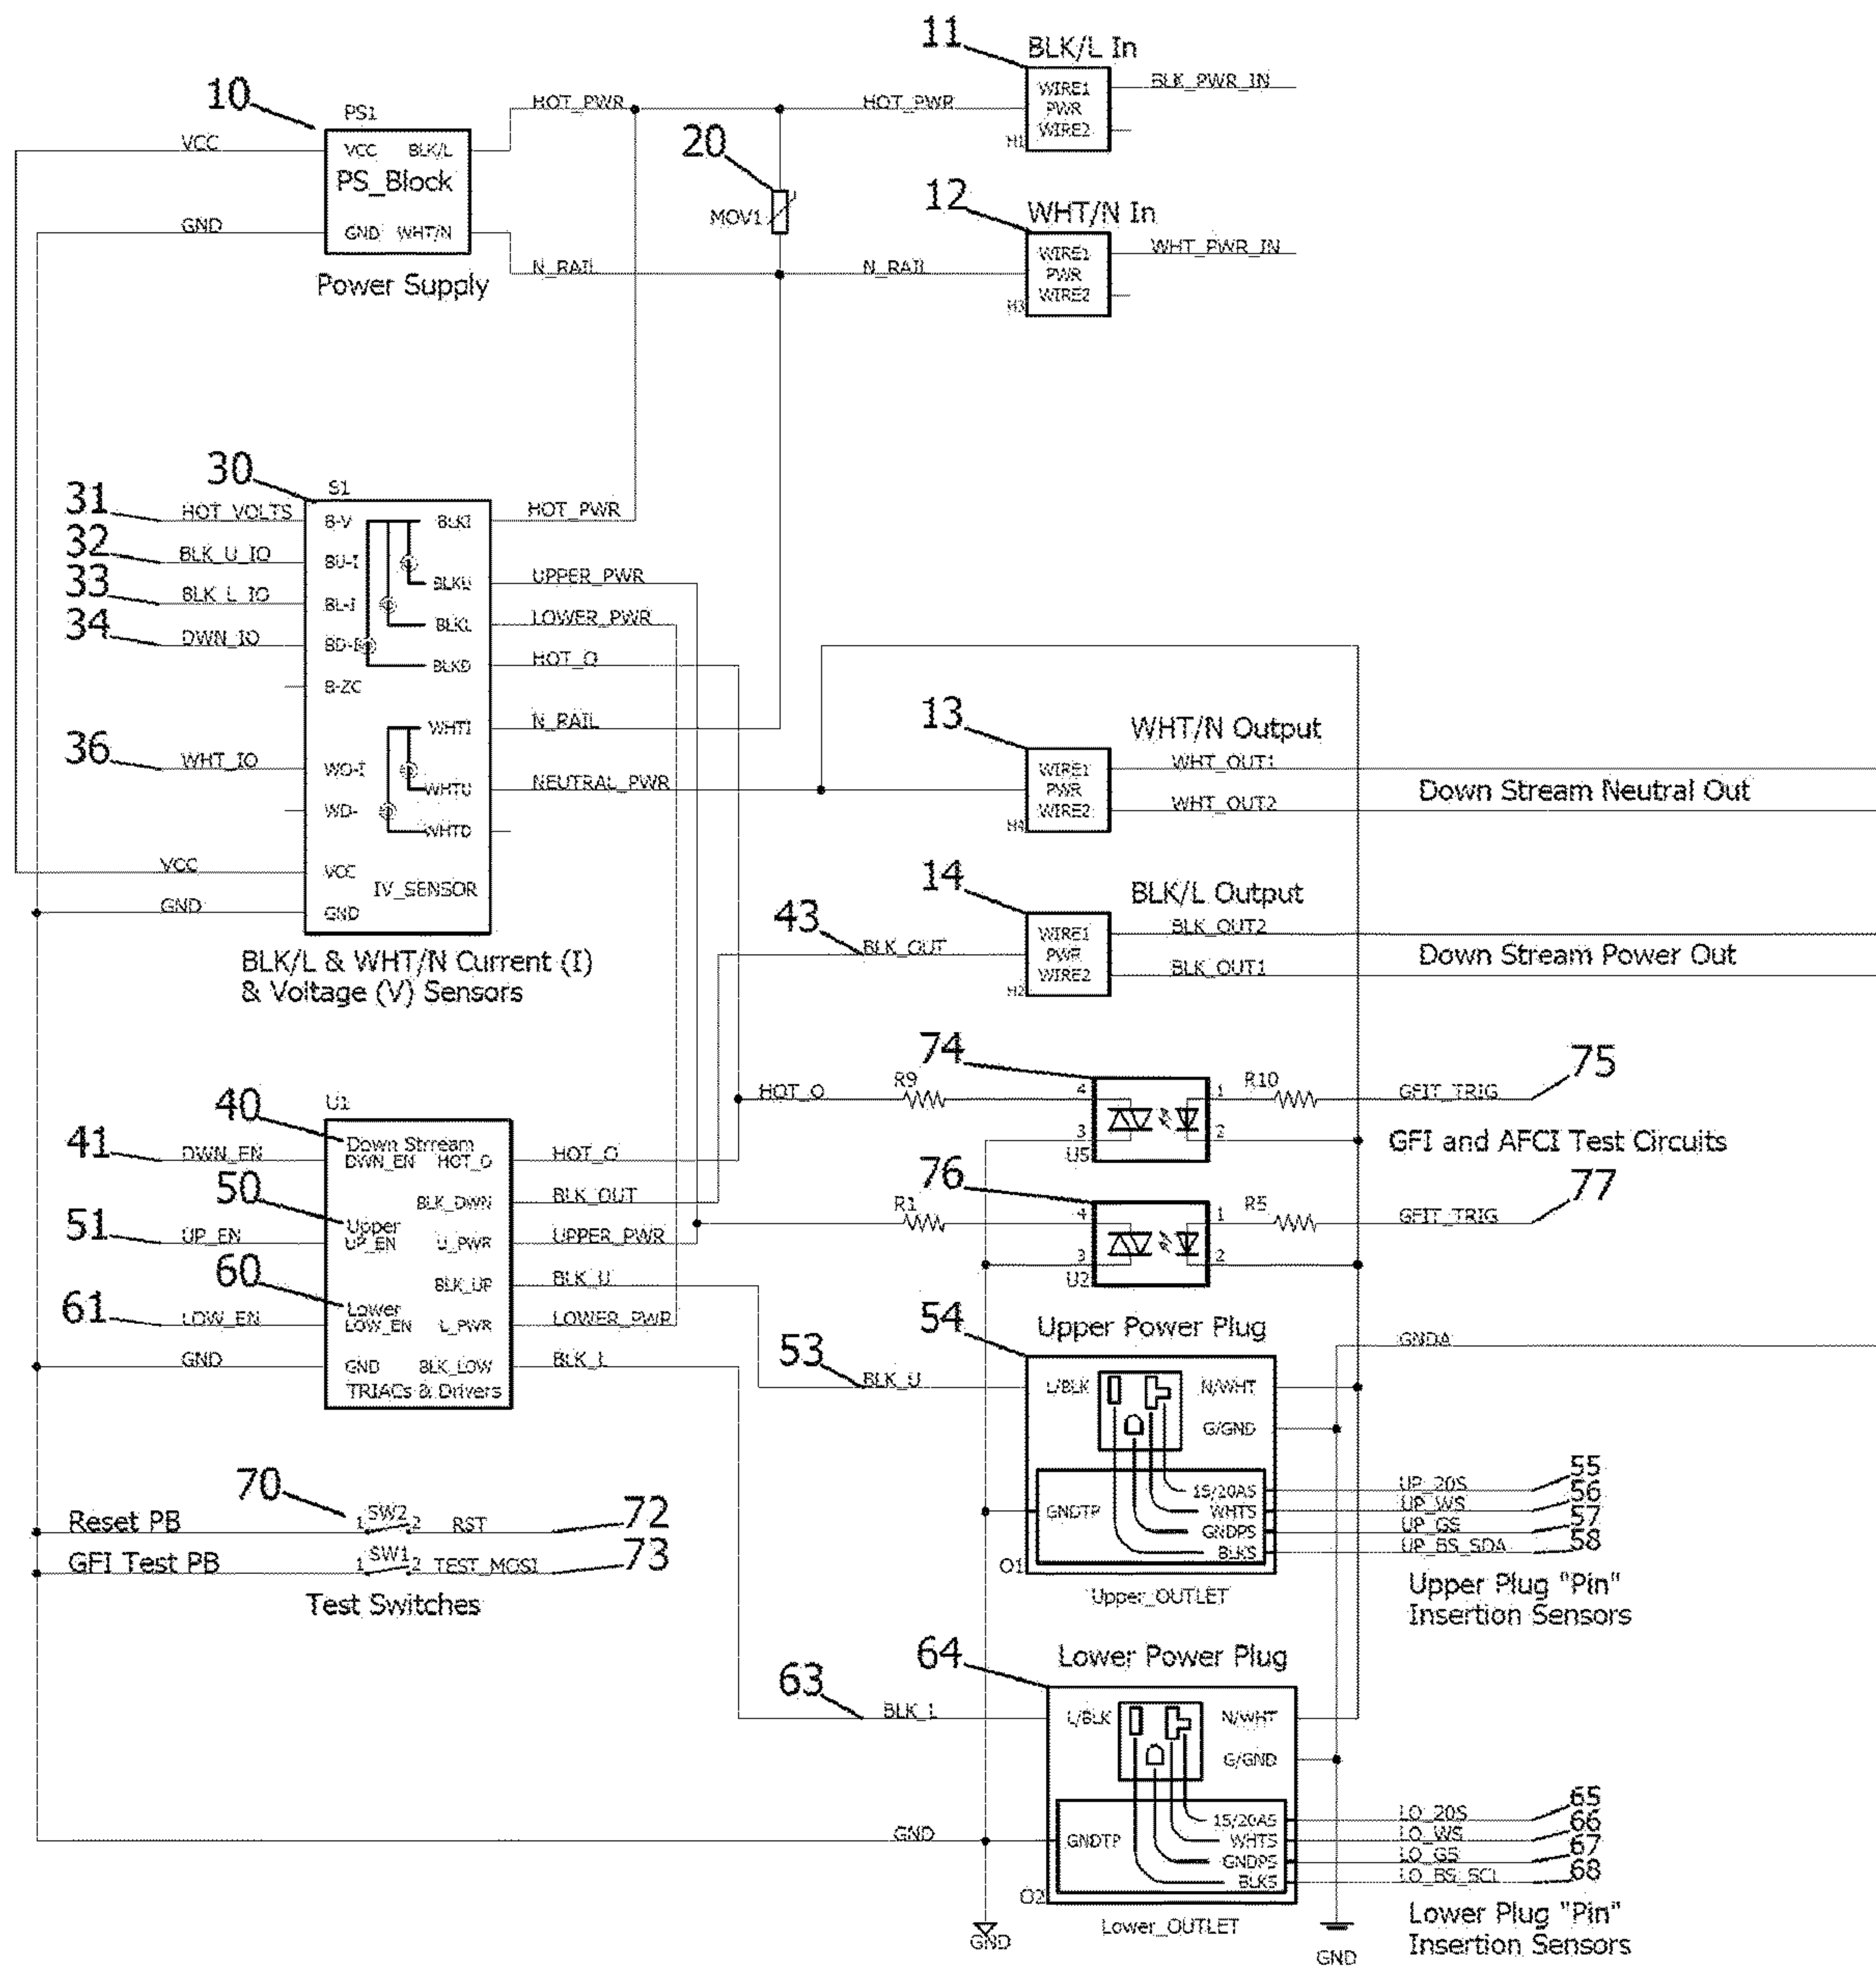 11
BLK/L In
10
PS1
HOT_PWR
HOT_PWR
WIRE1
PWR
WIRE2
BLK_PWR_IN
H1
VCC
VCC
BLK/L
PS_Block
20
MOV1
12
WHT/N In
GND
GND
WHT/N
N_RAIL
N_RAIL
WIRE1
PWR
WIRE2
WHT_PWR_IN
H3
Power Supply
30
S1
31
HOT_VOLTS
B-V
BLKI
HOT_PWR
32
BLK_U_IO
BU-I
BLKU
UPPER_PWR
33
BLK_L_IO
BL-I
BLKL
LOWER_PWR
34
DWN_IO
BLKD
HOT_O
B-ZC
WHTI
N_RAIL
36
WHT_IO
WO-I
WHTU
NEUTRAL_PWR
WD-
WHTD
VCC
VCC
IV_SENSOR
GND
GND
BLK/L & WHT/N Current (I)
& Voltage (V) Sensors
13
WHT/N Output
WIRE1
PWR
WIRE2
H4
WHT_OUT1
WHT_OUT2
Down Stream Neutral Out
14
BLK/L Output
43
BLK_OUT
WIRE1
PWR
WIRE2
H2
BLK_OUT2
BLK_OUT1
Down Stream Power Out
74
HOT_O
R9
4
3
U5
1
2
R10
GFIT_TRIG
75
GFI and AFCI Test Circuits
76
R1
4
3
U2
1
2
R5
GFIT_TRIG
77
40
U1
41
DWN_EN
Down Strream
DWN_EN
HOT_O
HOT_O
BLK_DWN
BLK_OUT
50
51
UP_EN
Upper
UP_EN
U_PWR
UPPER_PWR
BLK_UP
BLK_U
60
61
LOW_EN
Lower
LOW_EN
L_PWR
LOWER_PWR
GND
GND
BLK_LOW
BLK_L
TRIACs & Drivers
54
Upper Power Plug
53
BLK_U
L/BLK
N/WHT
G/GND
GNDA
GNDTP
15/20AS
WHTS
GNDPS
BLKS
O1
Upper_OUTLET
UP_20S
55
UP_WS
56
UP_GS
57
UP_BS_SDA
58
Upper Plug "Pin"
Insertion Sensors
70
Reset PB
1
SW2
2
RST
72
GFI Test PB
1
SW1
2
TEST_MOSI
73
Test Switches
64
Lower Power Plug
63
BLK_L
L/BLK
N/WHT
G/GND
GND
GNDTP
15/20AS
WHTS
GNDPS
BLKS
O2
Lower_OUTLET
LO_20S
65
LO_WS
66
LO_GS
67
LO_BS_SCL
68
Lower Plug "Pin"
Insertion Sensors
GND
GND